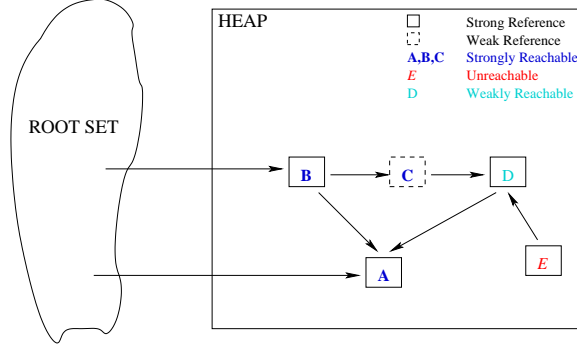 HEAP
Strong Reference
Weak Reference
A,B,C Strongly Reachable
E Unreachable
D Weakly Reachable
ROOT SET
B C D
A E